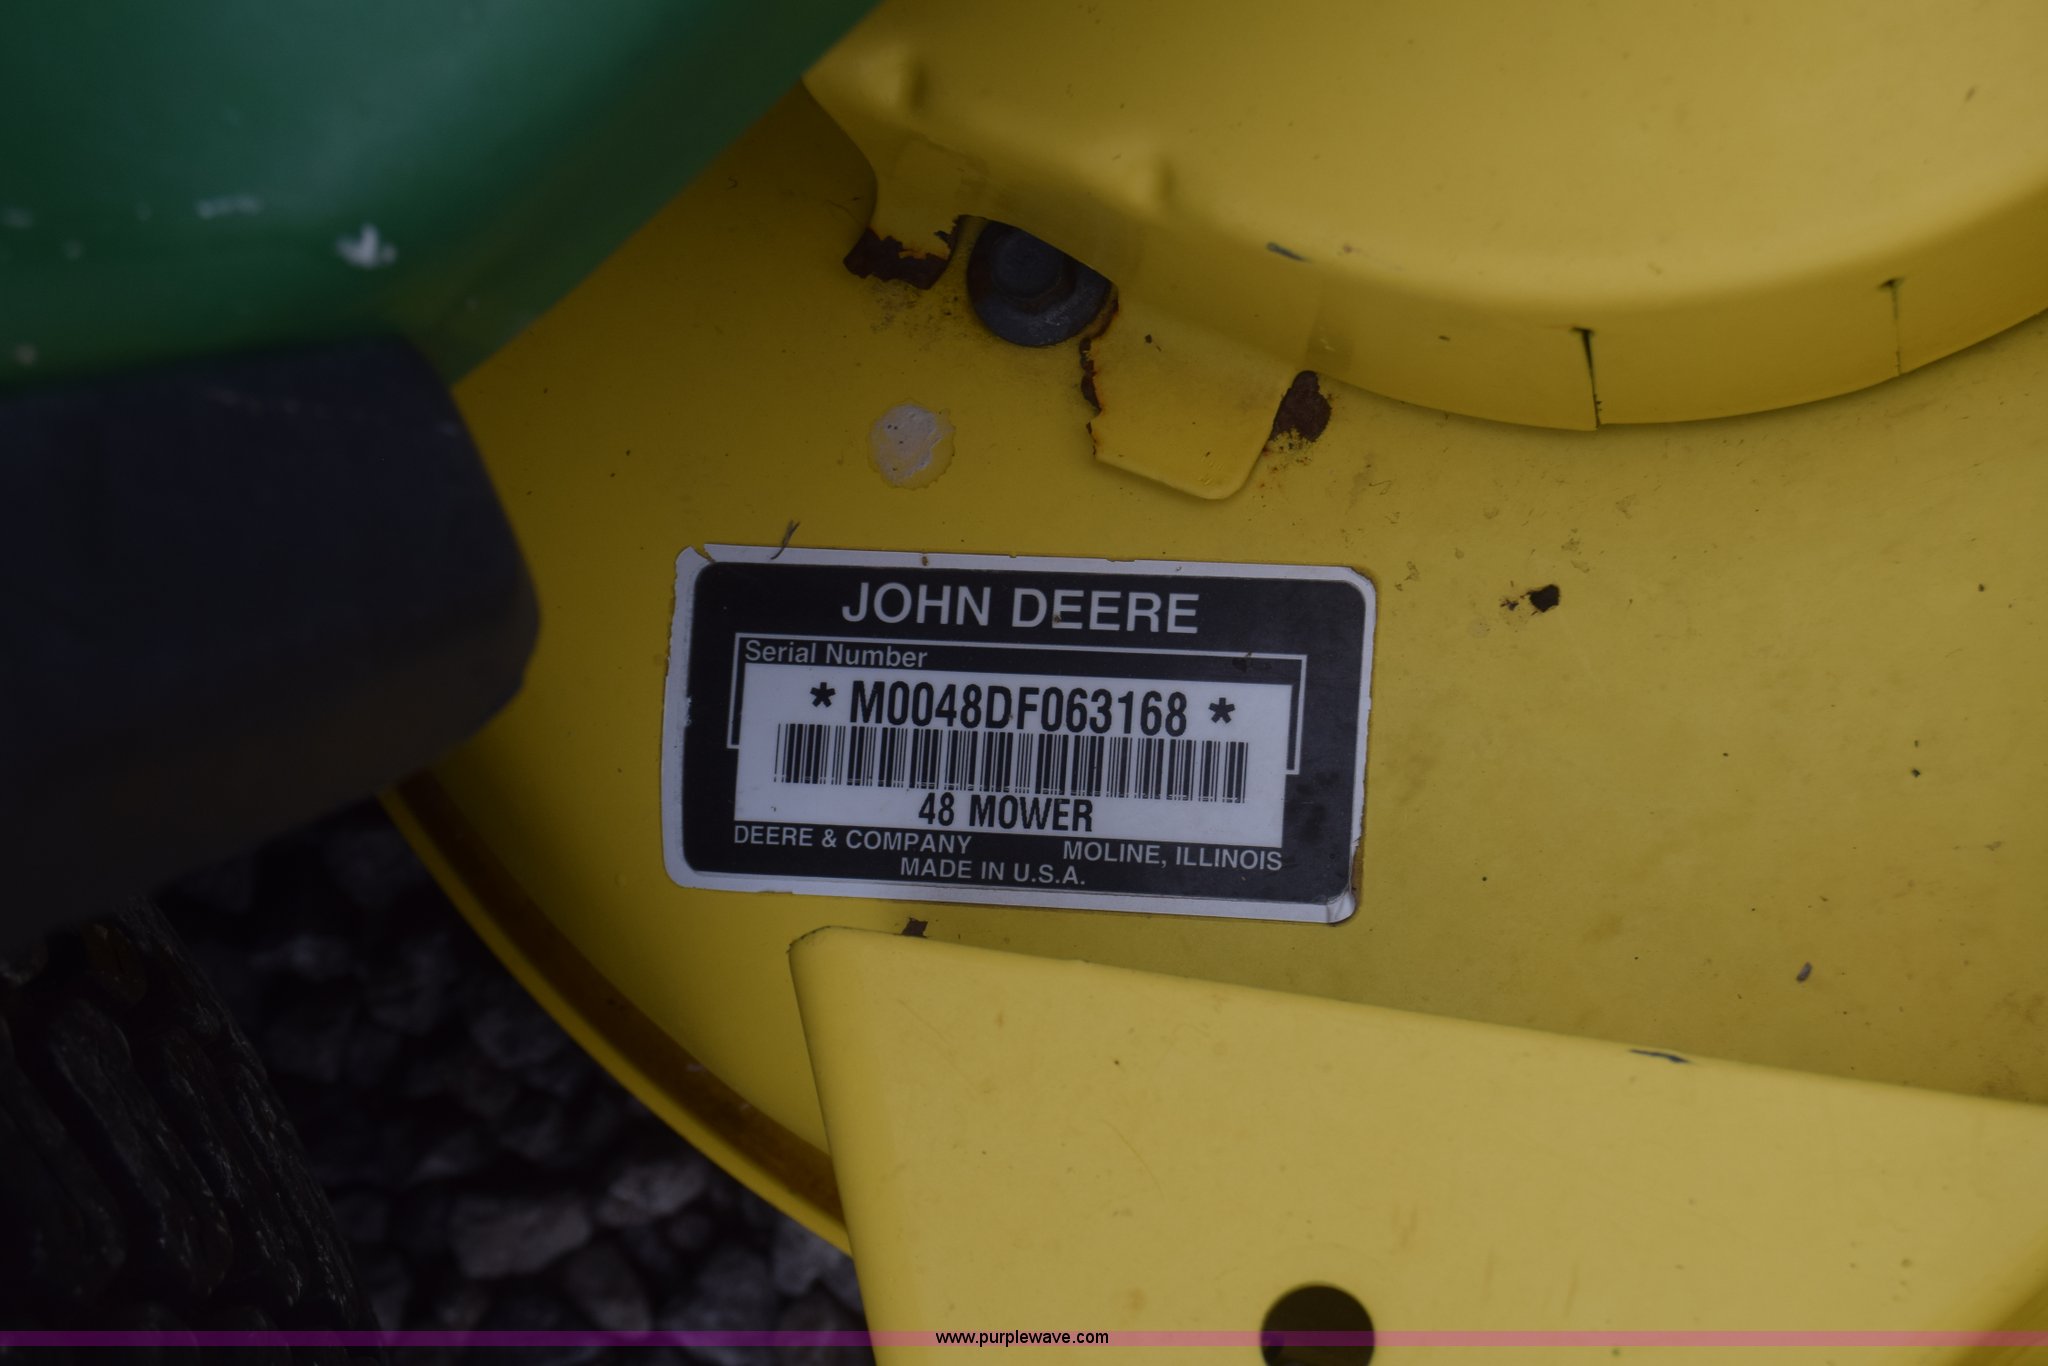 JOHN DEERE
Serial Number
* M0048DF063168 *
48 MOWER
DEERE & COMPANY MOLINE, ILLINOIS
MADE IN U.S.A.
www.purplewave.com